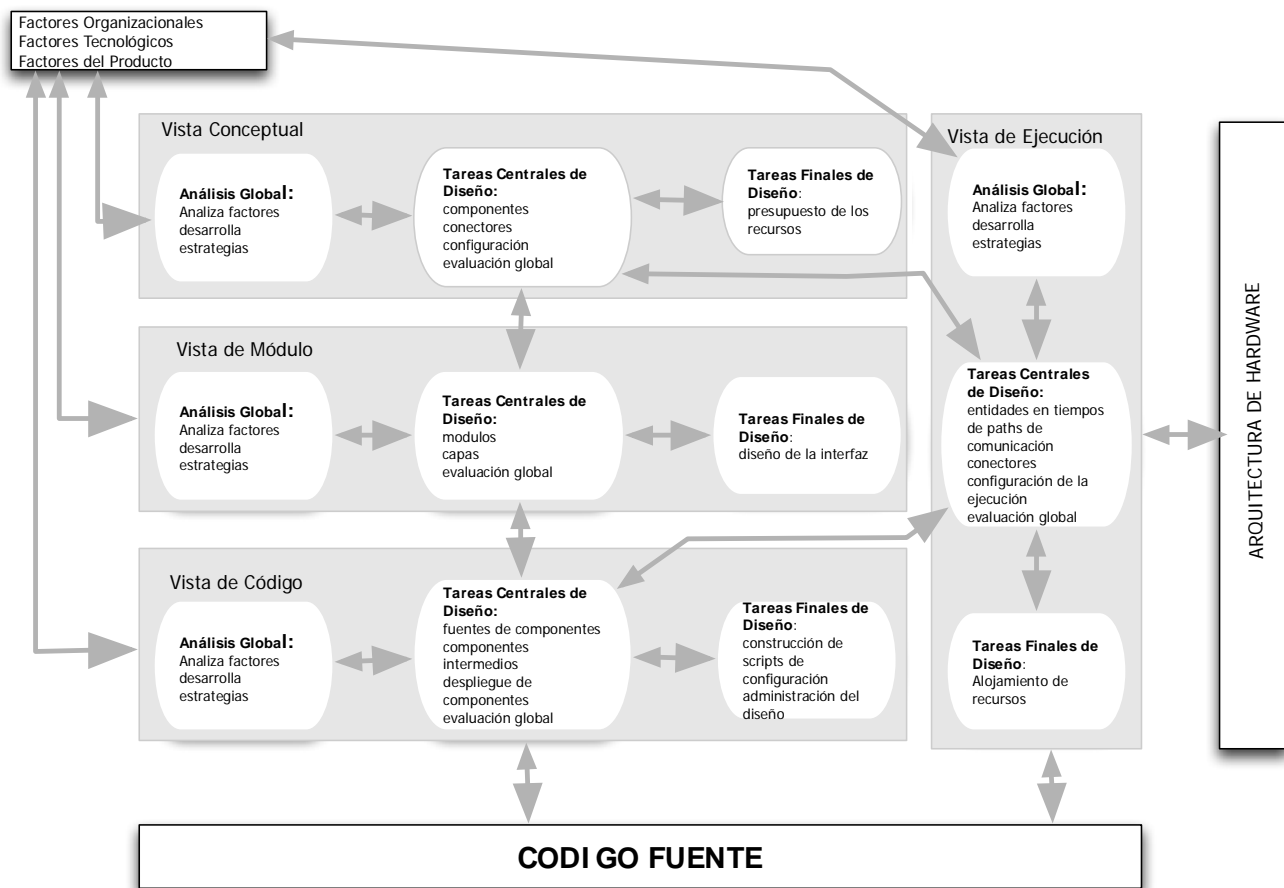 Factores Organizacionales
Factores Tecnológicos
Factores del Producto
Vista Conceptual
Análisis Global:
Analiza factores
desarrolla
estrategias
Tareas Centrales de
Diseño:
componentes
conectores
configuración
evaluación global
Tareas Finales de
Diseño:
presupuesto de los
recursos
Vista de Módulo
Análisis Global:
Analiza factores
desarrolla
estrategias
Tareas Centrales de
Diseño:
modulos
capas
evaluación global
Tareas Finales de
Diseño:
diseño de la interfaz
Vista de Código
Análisis Global:
Analiza factores
desarrolla
estrategias
Tareas Centrales de
Diseño:
fuentes de componentes
componentes
intermedios
despliegue de
componentes
evaluación global
Tareas Finales de
Diseño:
construcción de
scripts de
configuración
administración del
diseño
Vista de Ejecución
Análisis Global:
Analiza factores
desarrolla
estrategias
Tareas Centrales
de Diseño:
entidades en tiempos
de paths de
comunicación
conectores
configuración de la
ejecución
evaluación global
Tareas Finales de
Diseño:
Alojamiento de
recursos
ARQUITECTURA DE HARDWARE
CODI GO FUENTE